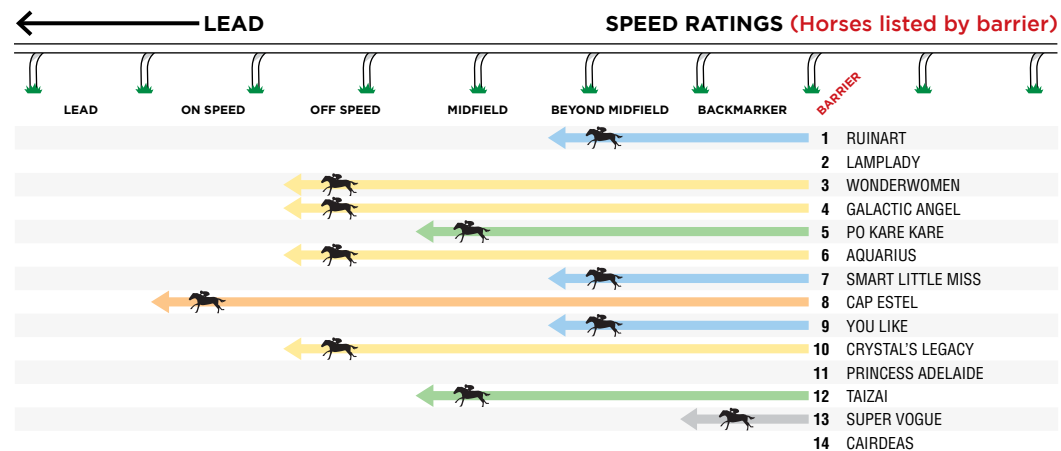 LEAD SPEED RATINGS (Horses listed by barrier)
LEAD ON SPEED OFF SPEED MIDFIELD BEYOND MIDFIELD BACKMARKER BARRIER
1 RUINART
2 LAMPLADY
3 WONDERWOMEN
4 GALACTIC ANGEL
5 PO KARE KARE
6 AQUARIUS
7 SMART LITTLE MISS
8 CAP ESTEL
9 YOU LIKE
10 CRYSTAL'S LEGACY
11 PRINCESS ADELAIDE
12 TAIZAI
13 SUPER VOGUE
14 CAIRDEAS